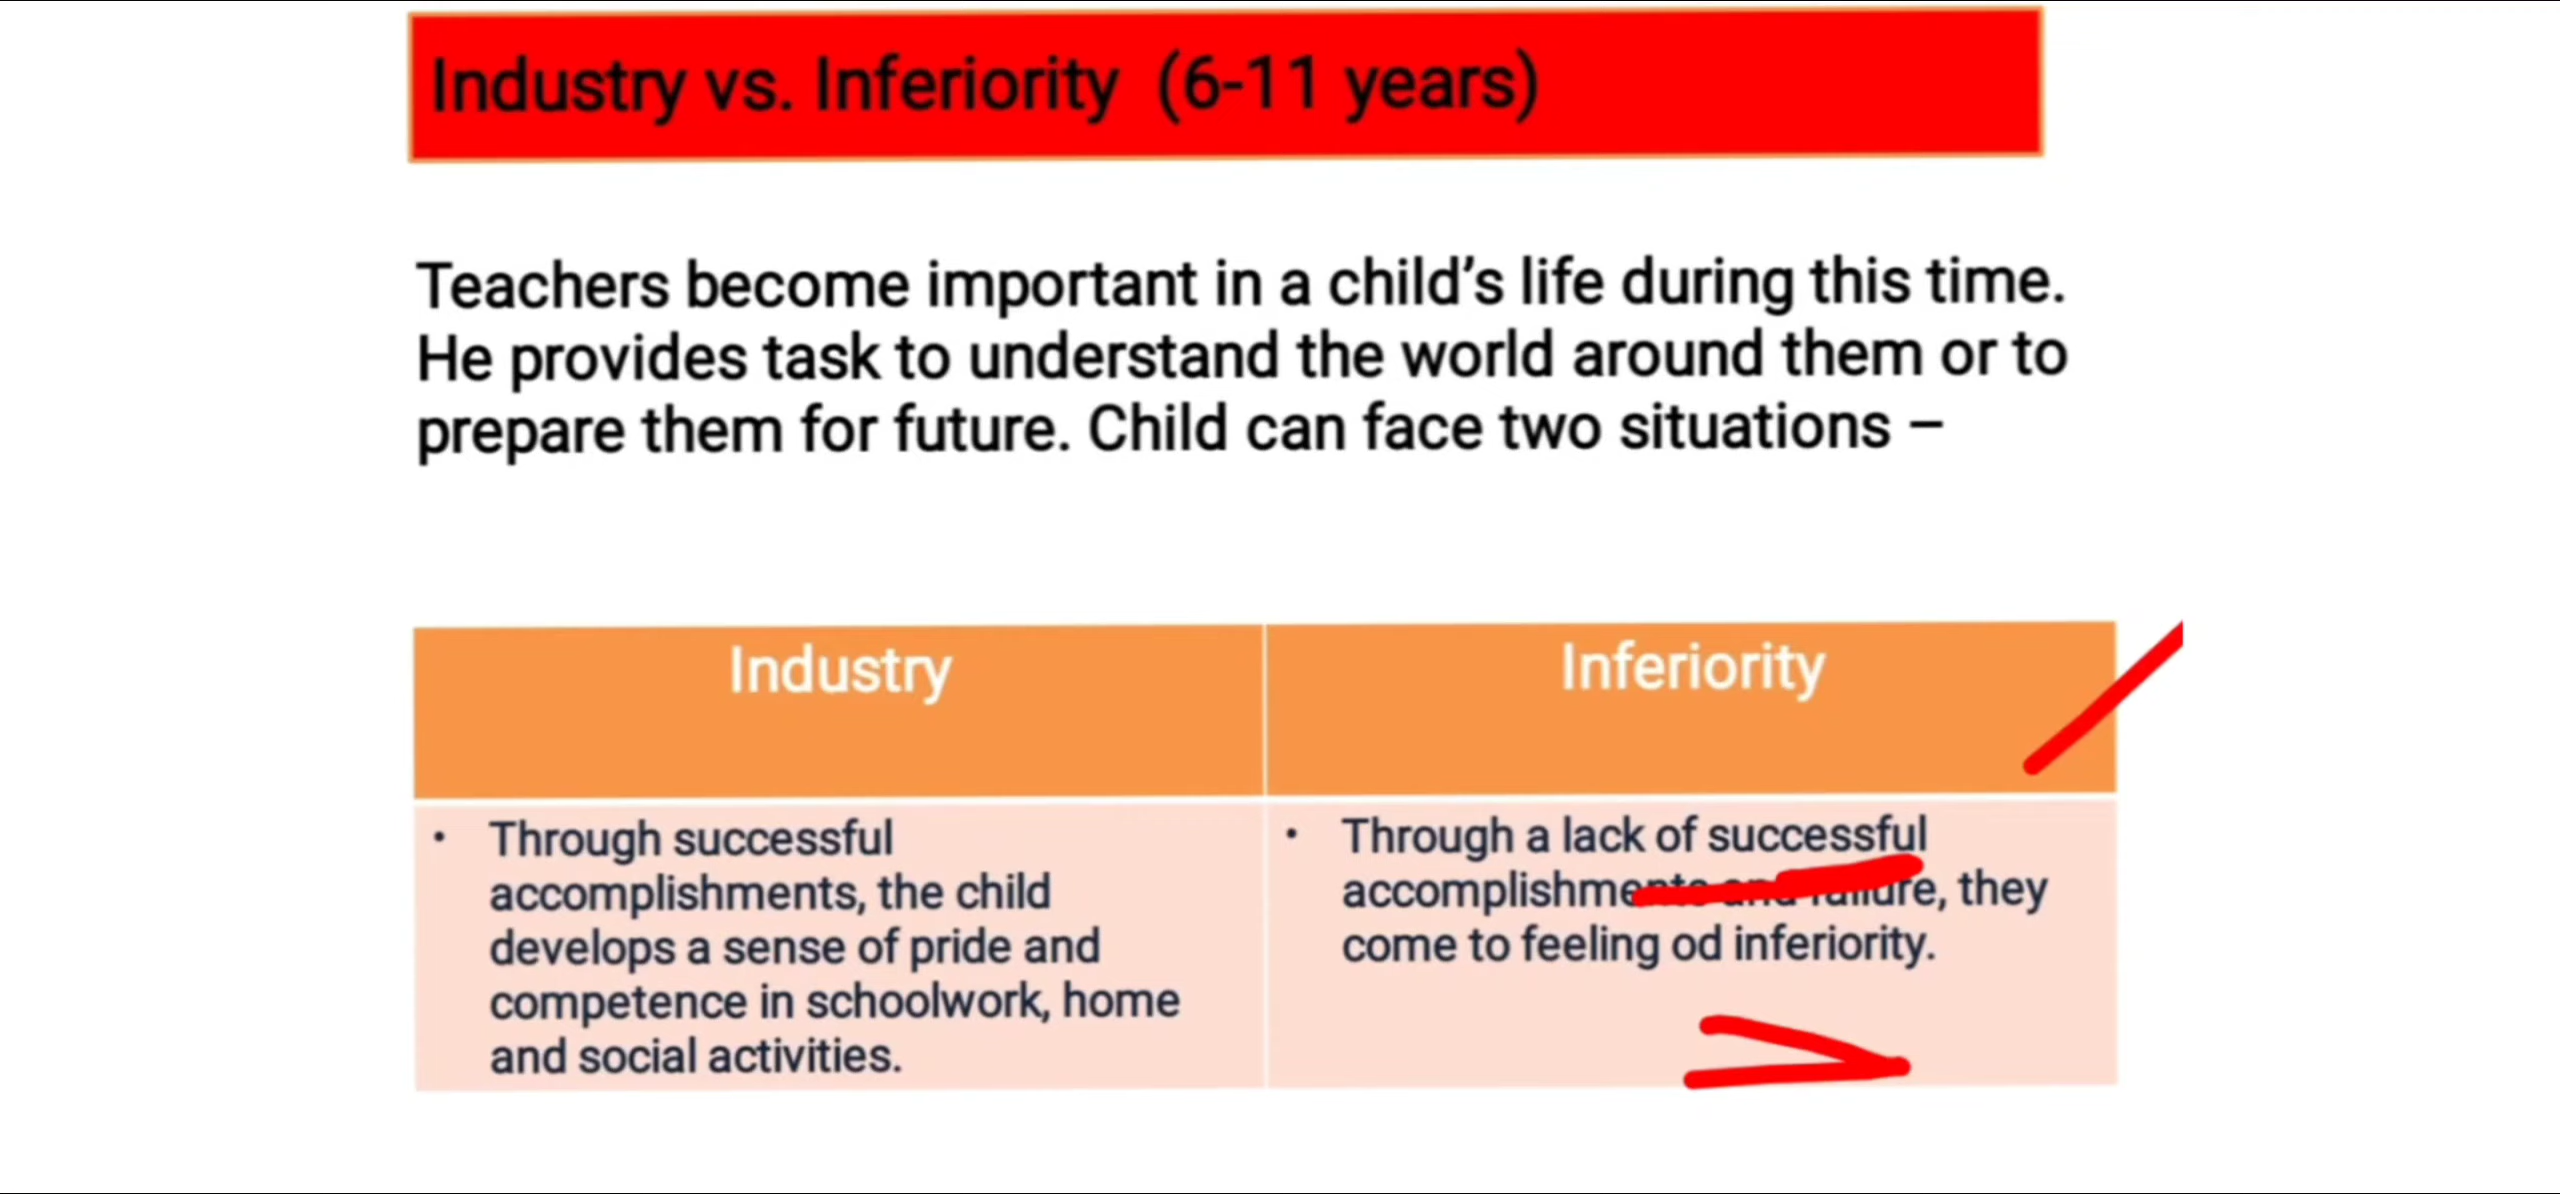 Industry vs. Inferiority (6-11 years)
Teachers become important in a child's life during this time.
He provides task to understand the world around them or to
prepare them for future. Child can face two situations –
Industry
Inferiority
• Through successful
accomplishments, the child
develops a sense of pride and
competence in schoolwork, home
and social activities.
• Through a lack of successful
accomplishments and failure, they
come to feeling od inferiority.